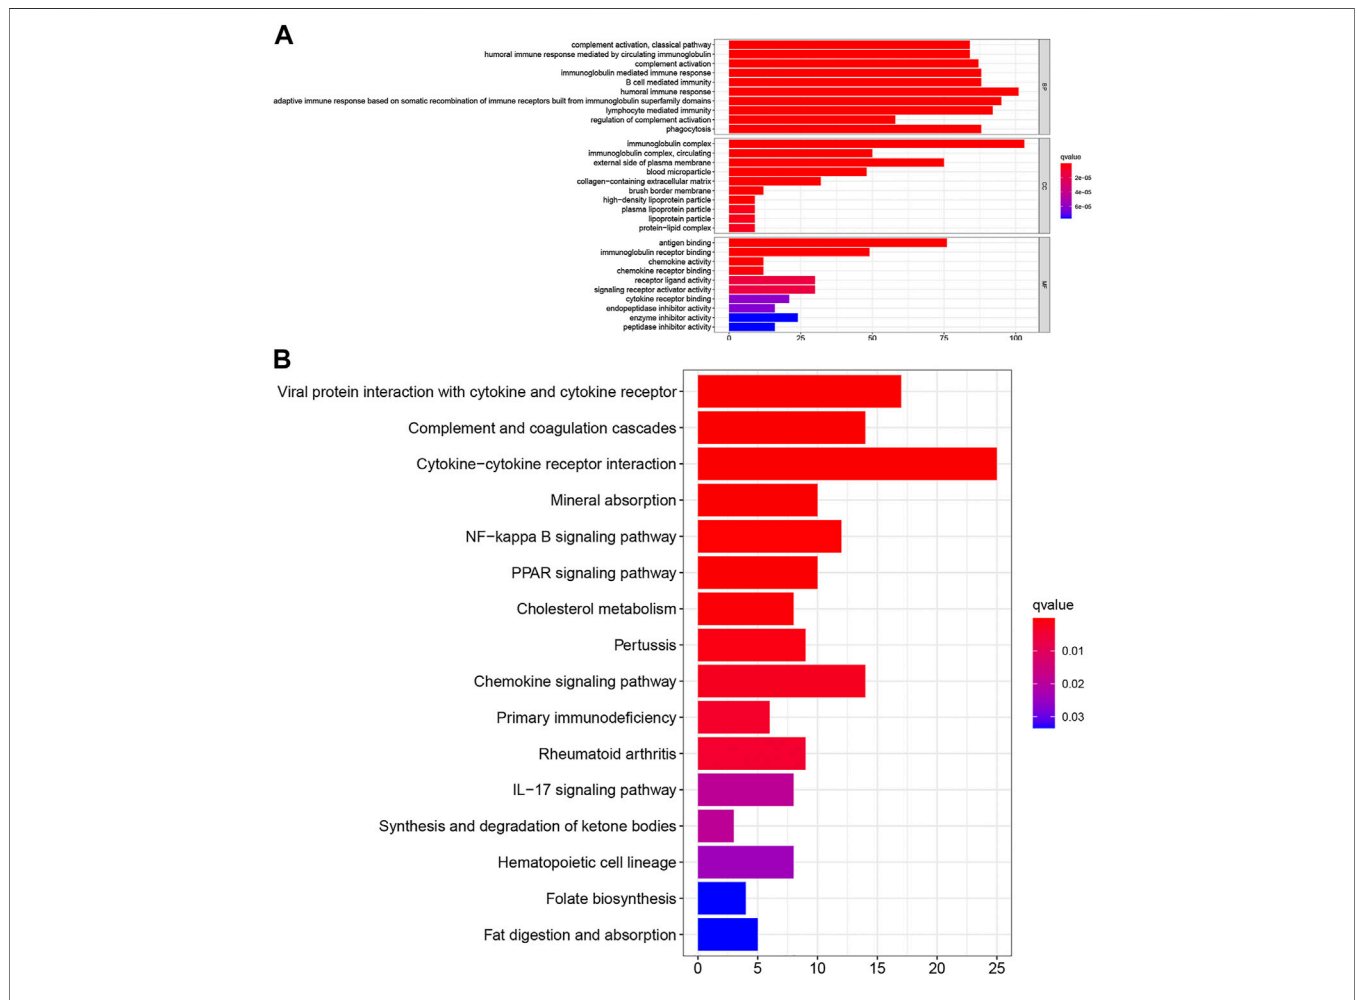 A
complement activation, classical pathway
humoral immune response mediated by circulating immunoglobulin
complement activation
immunoglobulin mediated immune response
B cell mediated immunity
humoral immune response
adaptive immune response based on somatic recombination of immune receptors built from immunoglobulin superfamily domains
lymphocyte mediated immunity
regulation of complement activation
phagocytosis
BP
immunoglobulin complex
immunoglobulin complex, circulating
external side of plasma membrane
blood microparticle
collagen−containing extracellular matrix
brush border membrane
high−density lipoprotein particle
plasma lipoprotein particle
lipoprotein particle
protein−lipid complex
CC
antigen binding
immunoglobulin receptor binding
chemokine activity
chemokine receptor binding
receptor ligand activity
signaling receptor activator activity
cytokine receptor binding
endopeptidase inhibitor activity
enzyme inhibitor activity
peptidase inhibitor activity
MF
0 25 50 75 100
qvalue
2e−05
4e−05
6e−05
B
Viral protein interaction with cytokine and cytokine receptor
Complement and coagulation cascades
Cytokine−cytokine receptor interaction
Mineral absorption
NF−kappa B signaling pathway
PPAR signaling pathway
Cholesterol metabolism
Pertussis
Chemokine signaling pathway
Primary immunodeficiency
Rheumatoid arthritis
IL−17 signaling pathway
Synthesis and degradation of ketone bodies
Hematopoietic cell lineage
Folate biosynthesis
Fat digestion and absorption
0 5 10 15 20 25
qvalue
0.01
0.02
0.03